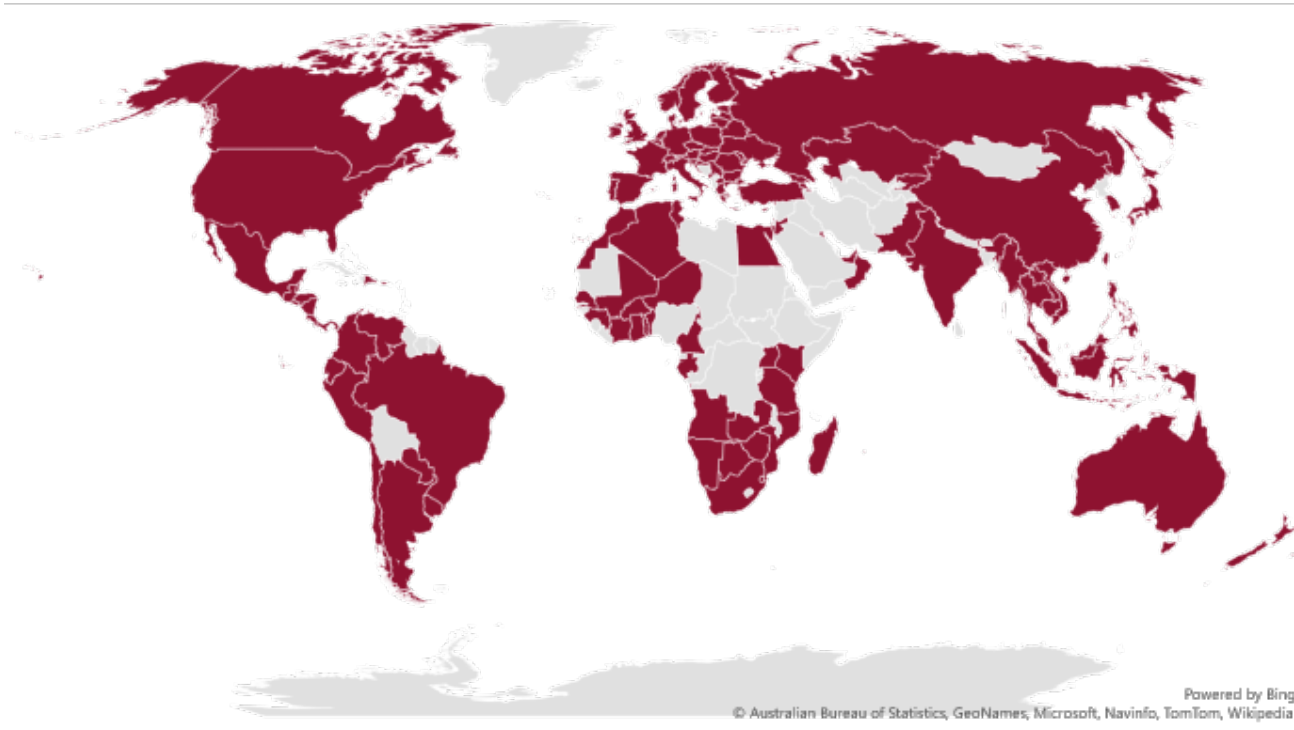 Powered by Bing
© Australian Bureau of Statistics, GeoNames, Microsoft, Navinfo, TomTom, Wikipedia